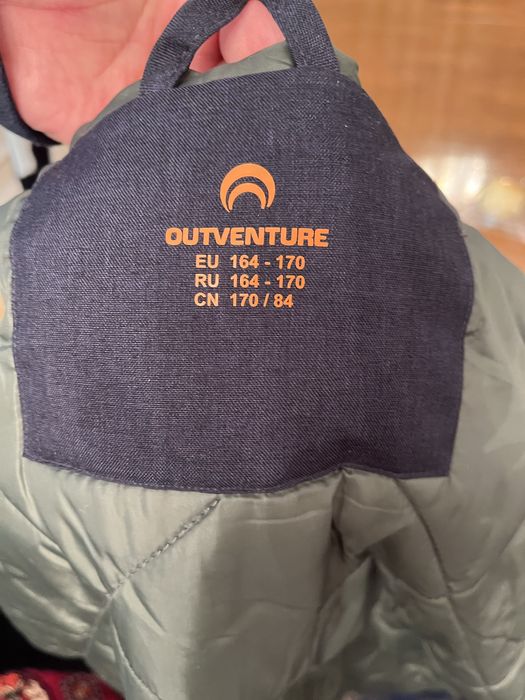 OUTVENTURE
EU 164 - 170
RU 164 - 170
CN 170 / 84